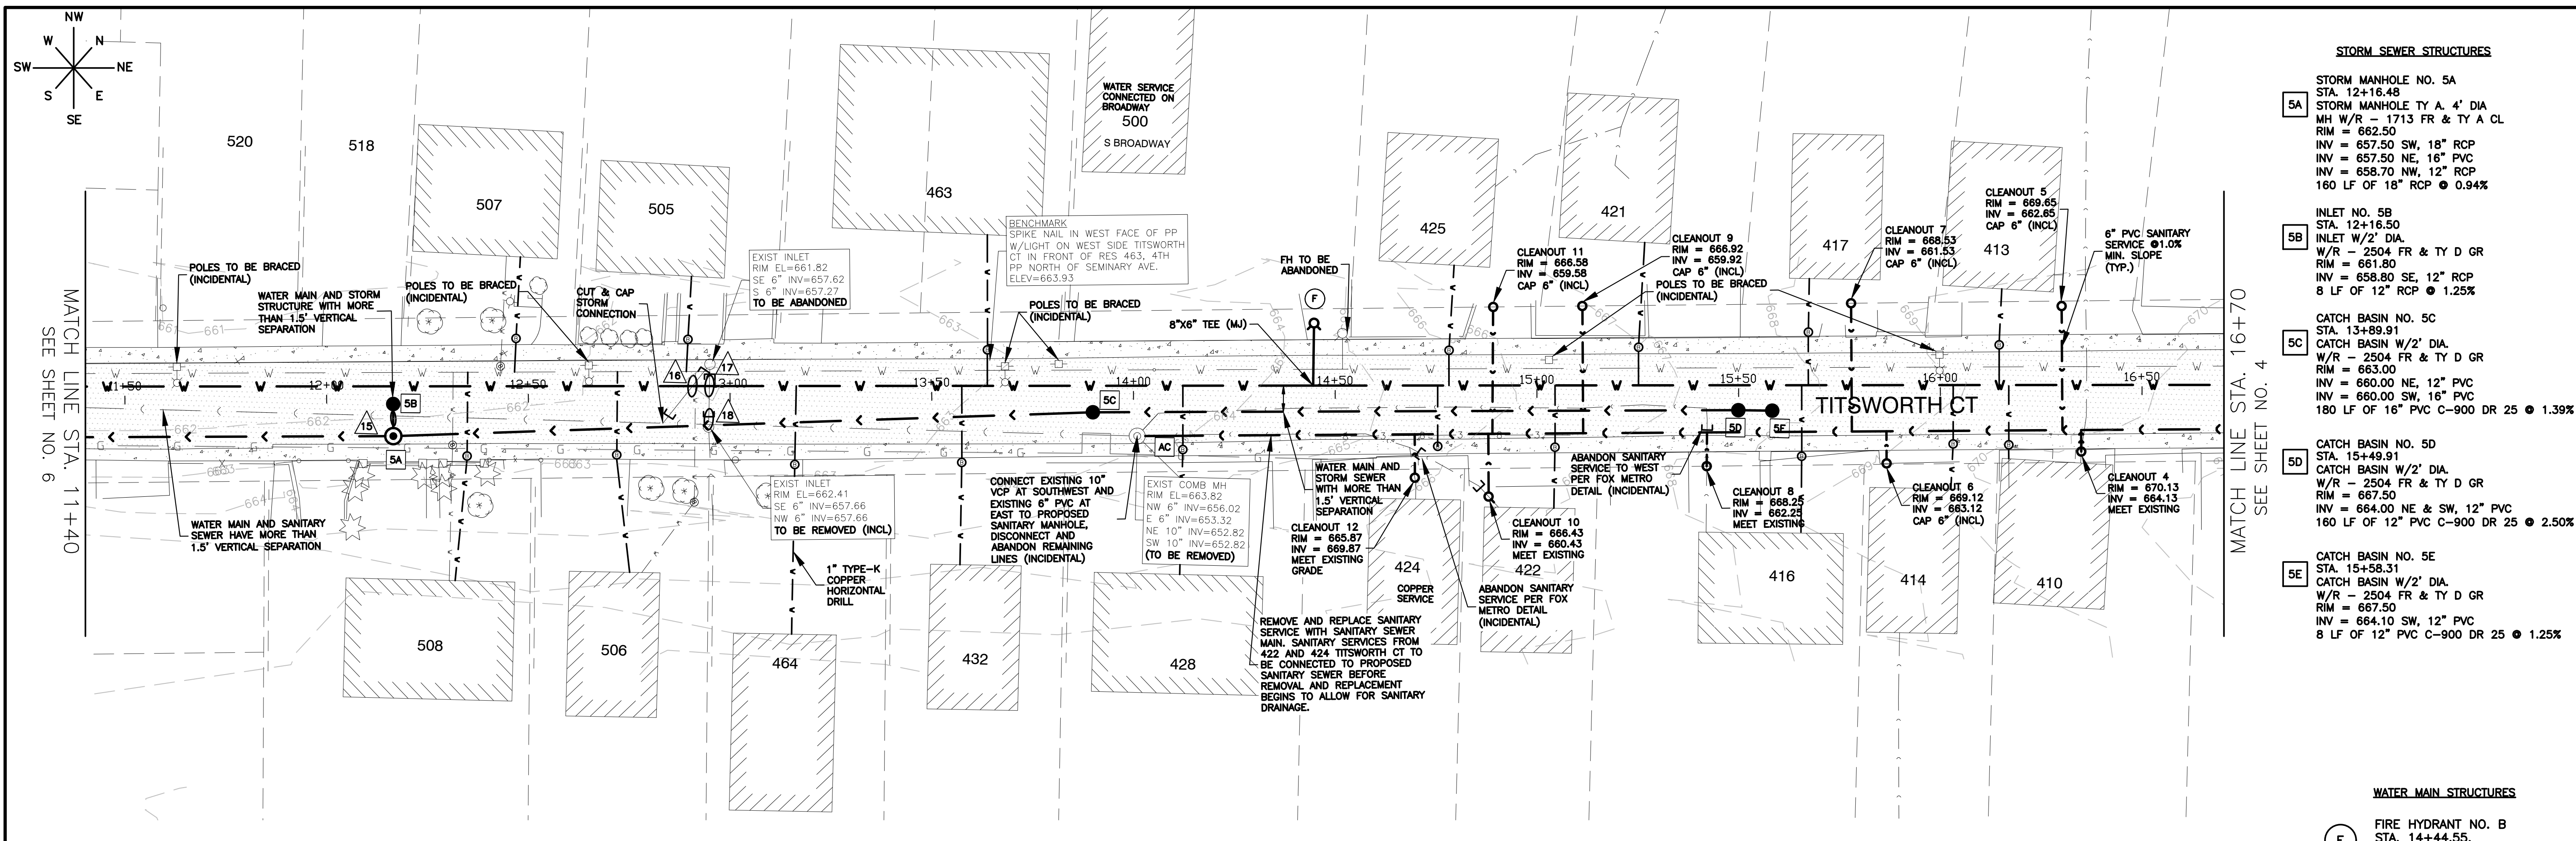 NW
W
N
SW
NE
S
E
SE
520
518
507
505
463
WATER SERVICE
CONNECTED ON
BROADWAY
500
S BROADWAY
425
421
417
413
POLES TO BE BRACED
(INCIDENTAL)
WATER MAIN AND STORM
STRUCTURE WITH MORE
THAN 1.5' VERTICAL
SEPARATION
POLES TO BE BRACED
(INCIDENTAL)
CUT & CAP
STORM
CONNECTION
EXIST INLET
RIM EL=661.82
SE 6" INV=657.62
S 6" INV=657.27
TO BE ABANDONED
BENCHMARK
SPIKE NAIL IN WEST FACE OF PP
W/LIGHT ON WEST SIDE TITSWORTH
CT IN FRONT OF RES 463, 4TH
PP NORTH OF SEMINARY AVE.
ELEV=663.93
POLES TO BE BRACED
(INCIDENTAL)
FH TO BE
ABANDONED
F
8"X6" TEE (MJ)
CLEANOUT 11
RIM = 666.58
INV = 659.58
CAP 6" (INCL)
CLEANOUT 9
RIM = 666.92
INV = 659.92
CAP 6" (INCL)
POLES TO BE BRACED
(INCIDENTAL)
CLEANOUT 7
RIM = 668.53
INV = 661.53
CAP 6" (INCL)
CLEANOUT 5
RIM = 669.65
INV = 662.65
CAP 6" (INCL)
6" PVC SANITARY
SERVICE @1.0%
MIN. SLOPE
(TYP.)
MATCH LINE STA. 11+40
SEE SHEET NO. 6
MATCH LINE STA. 16+70
SEE SHEET NO. 4
11+50
12+00
12+50
13+00
13+50
14+00
14+50
15+00
15+50
16+00
16+50
TITSWORTH CT
15
16
17
18
5B
5A
5C
AC
5D
5E
661
661
662
662
662
663
663
664
664
665
666
667
668
669
670
WATER MAIN AND SANITARY
SEWER HAVE MORE THAN
1.5' VERTICAL SEPARATION
EXIST INLET
RIM EL=662.41
SE 6" INV=657.66
NW 6" INV=657.66
TO BE REMOVED (INCL)
1" TYPE-K
COPPER
HORIZONTAL
DRILL
CONNECT EXISTING 10"
VCP AT SOUTHWEST AND
EXISTING 6" PVC AT
EAST TO PROPOSED
SANITARY MANHOLE,
DISCONNECT AND
ABANDON REMAINING
LINES (INCIDENTAL)
EXIST COMB MH
RIM EL=663.82
NW 6" INV=656.02
E 6" INV=653.32
NE 10" INV=652.82
SW 10" INV=652.82
(TO BE REMOVED)
WATER MAIN AND
STORM SEWER
WITH MORE THAN
1.5' VERTICAL
SEPARATION
CLEANOUT 12
RIM = 665.87
INV = 669.87
MEET EXISTING
GRADE
REMOVE AND REPLACE SANITARY
SERVICE WITH SANITARY SEWER
MAIN. SANITARY SERVICES FROM
422 AND 424 TITSWORTH CT TO
BE CONNECTED TO PROPOSED
SANITARY SEWER BEFORE
REMOVAL AND REPLACEMENT
BEGINS TO ALLOW FOR SANITARY
DRAINAGE.
COPPER
SERVICE
ABANDON SANITARY
SERVICE PER FOX
METRO DETAIL
(INCIDENTAL)
CLEANOUT 10
RIM = 666.43
INV = 660.43
MEET EXISTING
ABANDON SANITARY
SERVICE TO WEST
PER FOX METRO
DETAIL (INCIDENTAL)
CLEANOUT 8
RIM = 668.25
INV = 662.25
MEET EXISTING
CLEANOUT 6
RIM = 669.12
INV = 663.12
CAP 6" (INCL)
CLEANOUT 4
RIM = 670.13
INV = 664.13
MEET EXISTING
508
506
464
432
428
424
422
416
414
410
STORM SEWER STRUCTURES
5A
STORM MANHOLE NO. 5A
STA. 12+16.48
STORM MANHOLE TY A. 4' DIA
MH W/R - 1713 FR & TY A CL
RIM = 662.50
INV = 657.50 SW, 18" RCP
INV = 657.50 NE, 16" PVC
INV = 658.70 NW, 12" RCP
160 LF OF 18" RCP @ 0.94%
5B
INLET NO. 5B
STA. 12+16.50
INLET W/2' DIA.
W/R - 2504 FR & TY D GR
RIM = 661.80
INV = 658.80 SE, 12" RCP
8 LF OF 12" RCP @ 1.25%
5C
CATCH BASIN NO. 5C
STA. 13+89.91
CATCH BASIN W/2' DIA.
W/R - 2504 FR & TY D GR
RIM = 663.00
INV = 660.00 NE, 12" PVC
INV = 660.00 SW, 16" PVC
180 LF OF 16" PVC C-900 DR 25 @ 1.39%
5D
CATCH BASIN NO. 5D
STA. 15+49.91
CATCH BASIN W/2' DIA.
W/R - 2504 FR & TY D GR
RIM = 667.50
INV = 664.00 NE & SW, 12" PVC
160 LF OF 12" PVC C-900 DR 25 @ 2.50%
5E
CATCH BASIN NO. 5E
STA. 15+58.31
CATCH BASIN W/2' DIA.
W/R - 2504 FR & TY D GR
RIM = 667.50
INV = 664.10 SW, 12" PVC
8 LF OF 12" PVC C-900 DR 25 @ 1.25%
WATER MAIN STRUCTURES
F
FIRE HYDRANT NO. B
STA. 14+44.55,